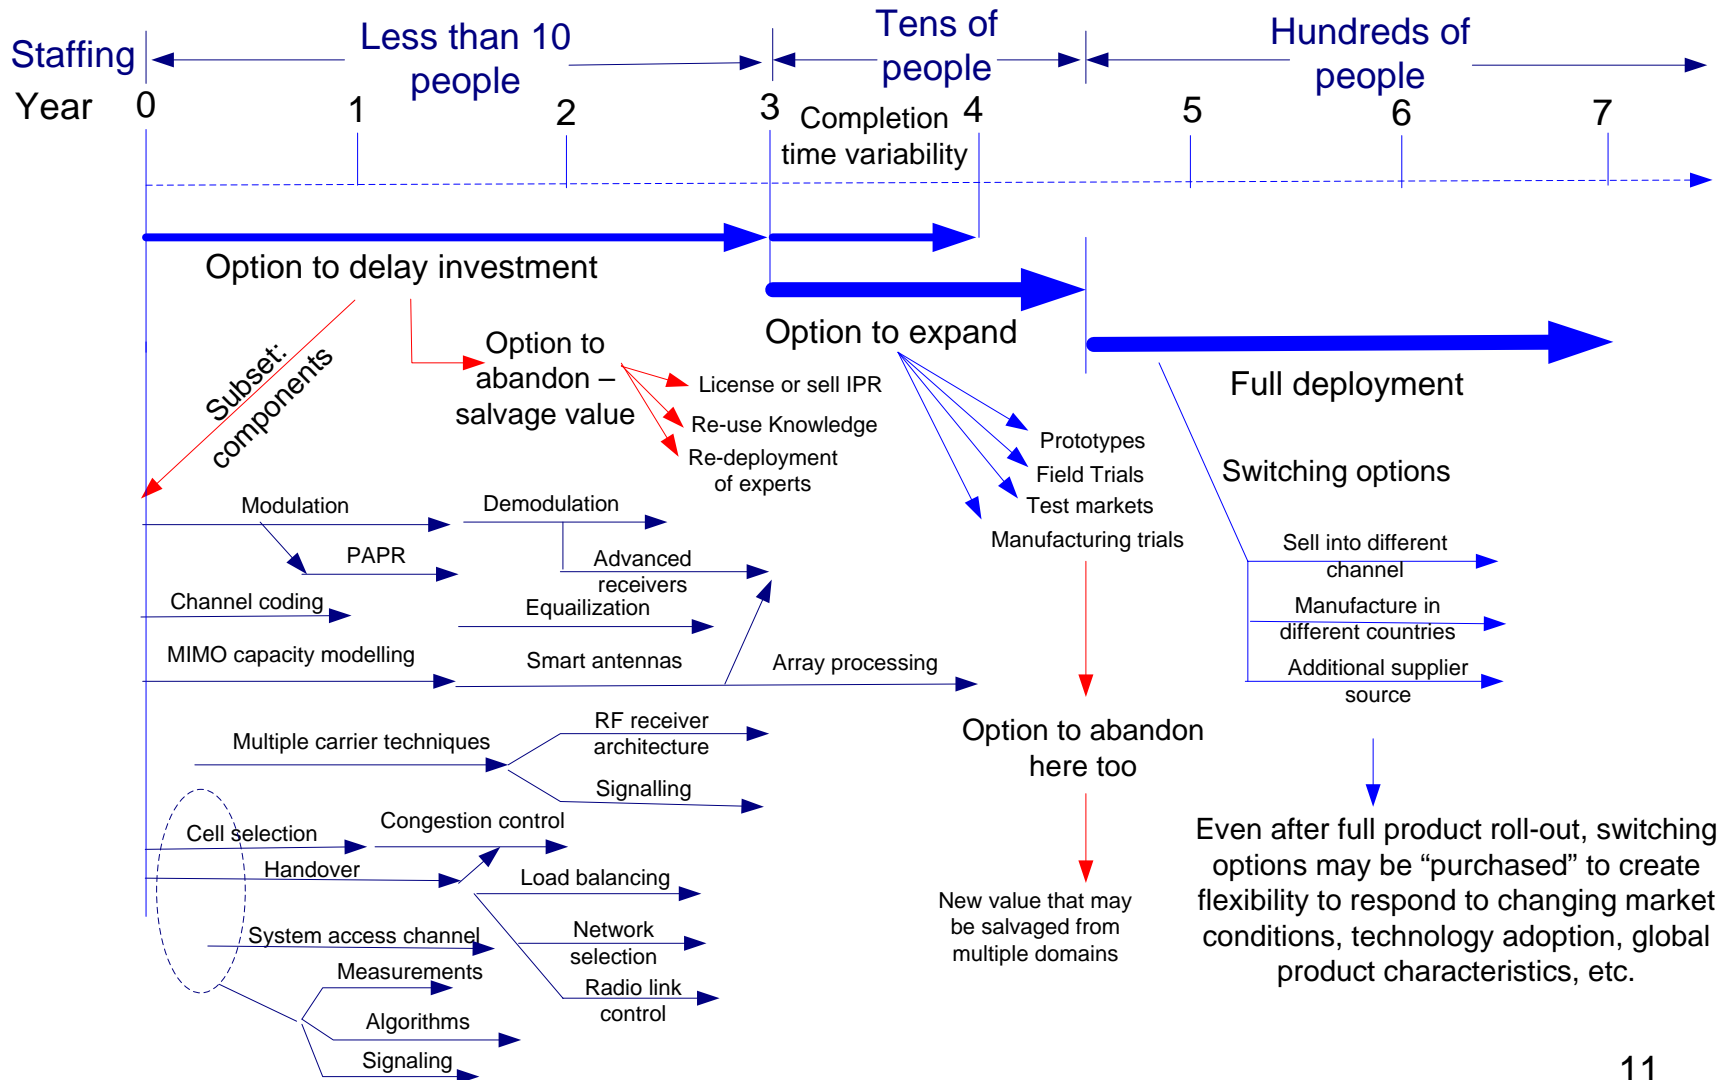 Staffing
Less than 10
people
Tens of
people
Hundreds of
people
Year
0
1
2
3
4
5
6
7
Completion
time variability
Option to delay investment
Option to expand
Full deployment
Subset:
components
Option to
abandon –
salvage value
License or sell IPR
Re-use Knowledge
Re-deployment
of experts
Prototypes
Field Trials
Test markets
Manufacturing trials
Switching options
Sell into different
channel
Manufacture in
different countries
Additional supplier
source
Modulation
Demodulation
PAPR
Advanced
receivers
Channel coding
Equailization
MIMO capacity modelling
Smart antennas
Array processing
Multiple carrier techniques
RF receiver
architecture
Signalling
Cell selection
Congestion control
Handover
Load balancing
System access channel
Network
selection
Measurements
Radio link
control
Algorithms
Signaling
Option to abandon
here too
New value that may
be salvaged from
multiple domains
Even after full product roll-out, switching
options may be “purchased” to create
flexibility to respond to changing market
conditions, technology adoption, global
product characteristics, etc.
11